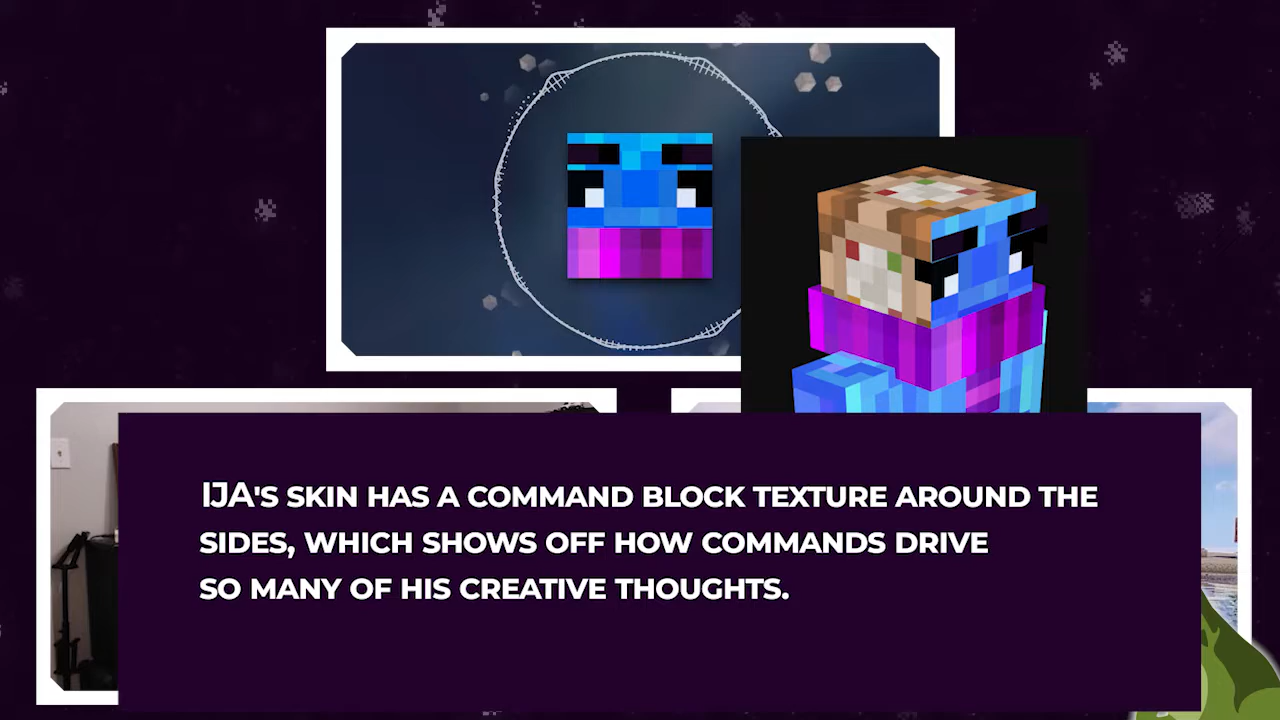 IJA'S SKIN HAS A COMMAND BLOCK TEXTURE AROUND THE
SIDES, WHICH SHOWS OFF HOW COMMANDS DRIVE
SO MANY OF HIS CREATIVE THOUGHTS.